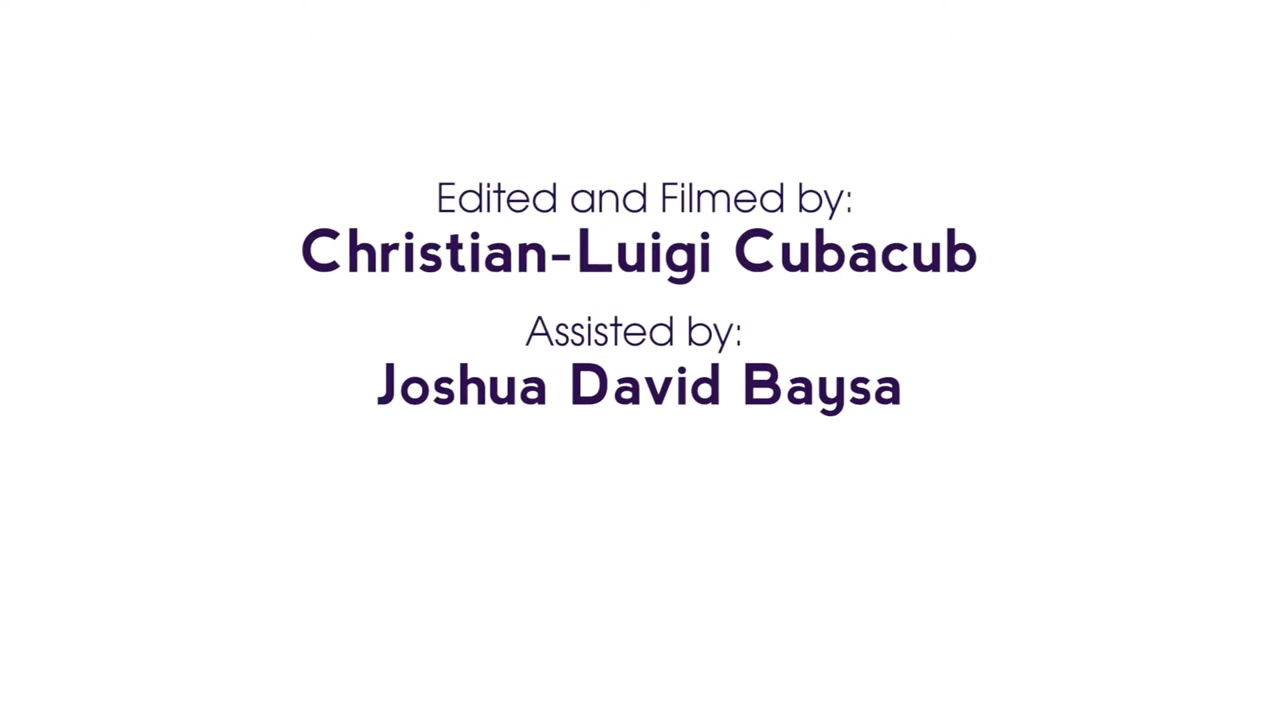 Edited and Filmed by:
Christian-Luigi Cubacub
Assisted by:
Joshua David Baysa